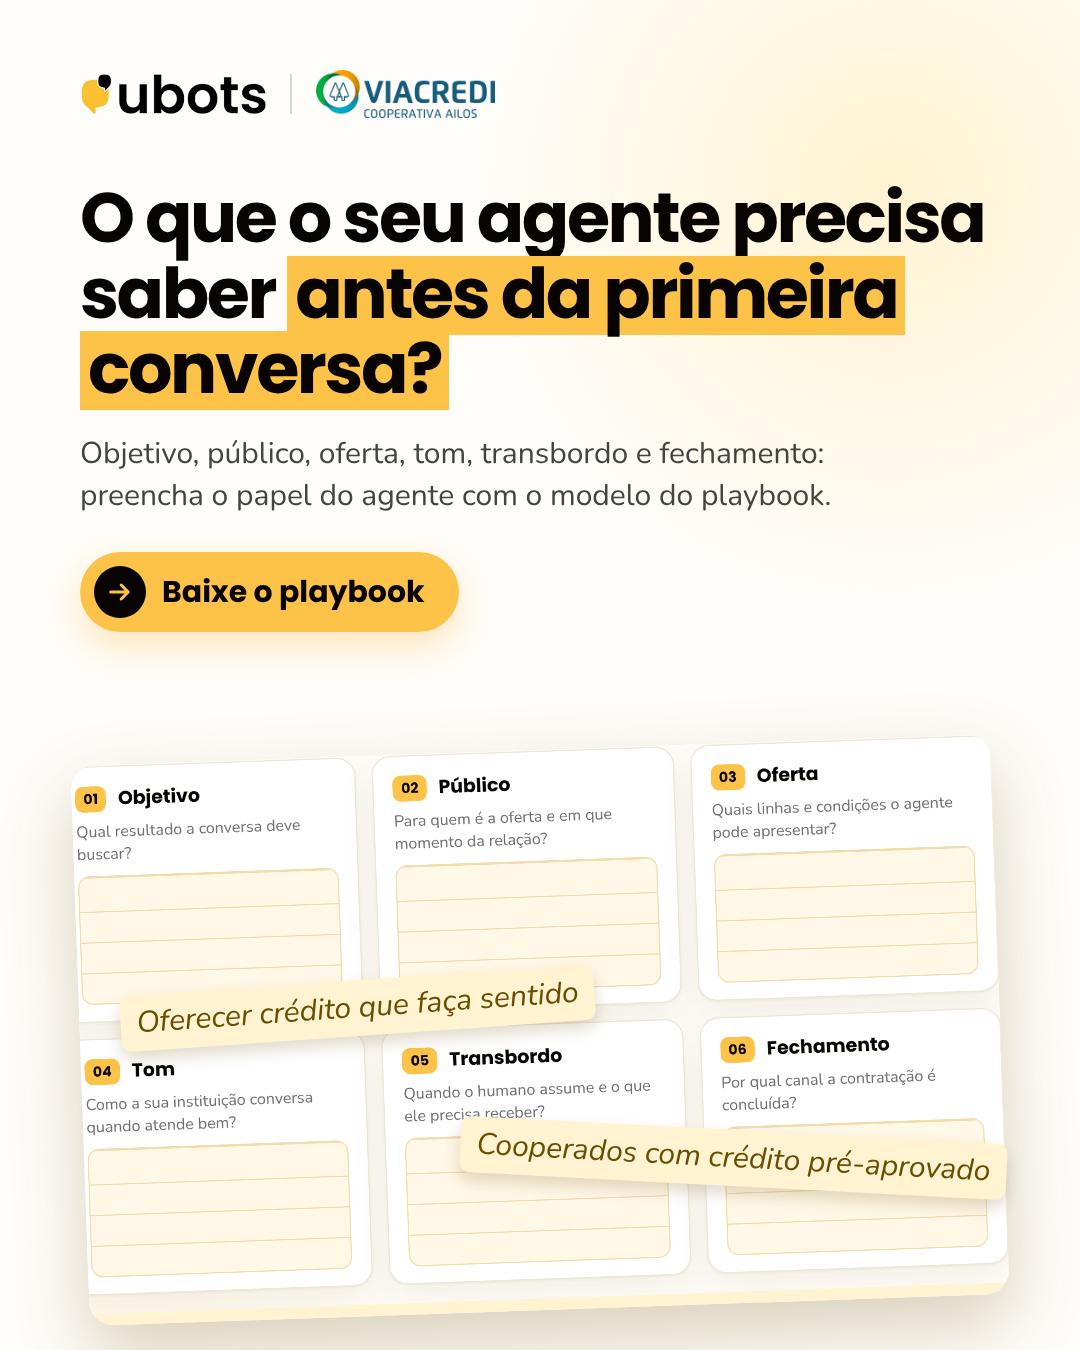 ubots
VIACREDI
COOPERATIVA AILOS
O que o seu agente precisa
saber antes da primeira
conversa?
Objetivo, público, oferta, tom, transbordo e fechamento:
preencha o papel do agente com o modelo do playbook.
Baixe o playbook
01 Objetivo
Qual resultado a conversa deve
buscar?
02 Público
Para quem é a oferta e em que
momento da relação?
03 Oferta
Quais linhas e condições o agente
pode apresentar?
Oferecer crédito que faça sentido
04 Tom
Como a sua instituição conversa
quando atende bem?
05 Transbordo
Quando o humano assume e o que
ele precisa receber?
06 Fechamento
Por qual canal a contratação é
concluída?
Cooperados com crédito pré-aprovado